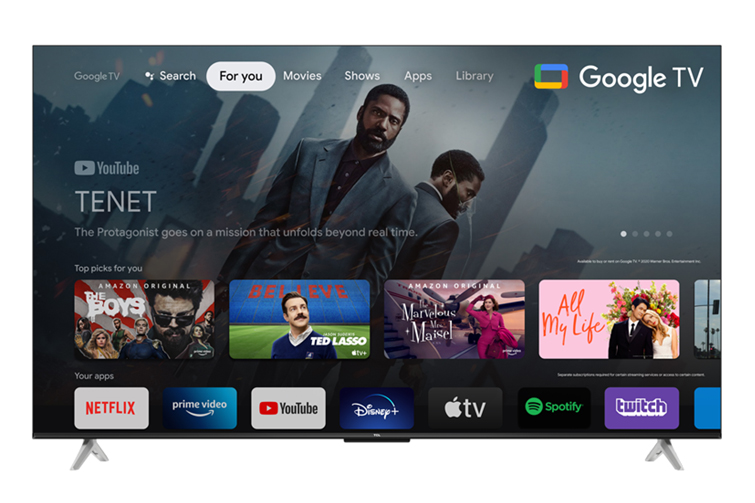 Google TV Search For you Movies Shows Apps Library Google TV
YouTube
TENET
The Protagonist goes on a mission that unfolds beyond real time.
Available to buy or rent on Google TV. © 2020 Warner Bros. Entertainment Inc.
Top picks for you
AMAZON ORIGINAL
THE BOYS
prime video
BELIEVE
JASON SUDEIKIS
TED LASSO
tv+
AMAZON ORIGINAL
The Marvelous Mrs. Maisel
prime video
All
My Life
Your apps
Separate subscriptions required for certain streaming services or access to certain content
NETFLIX prime video YouTube Disney+ tv Spotify twitch
TCL